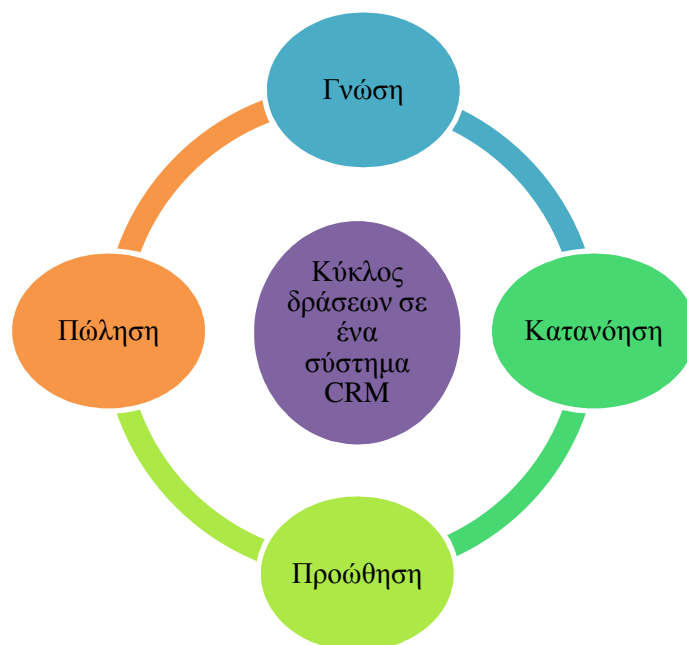 Γνώση
Κύκλος
δράσεων σε
ένα
σύστημα
CRM
Πώληση
Κατανόηση
Προώθηση